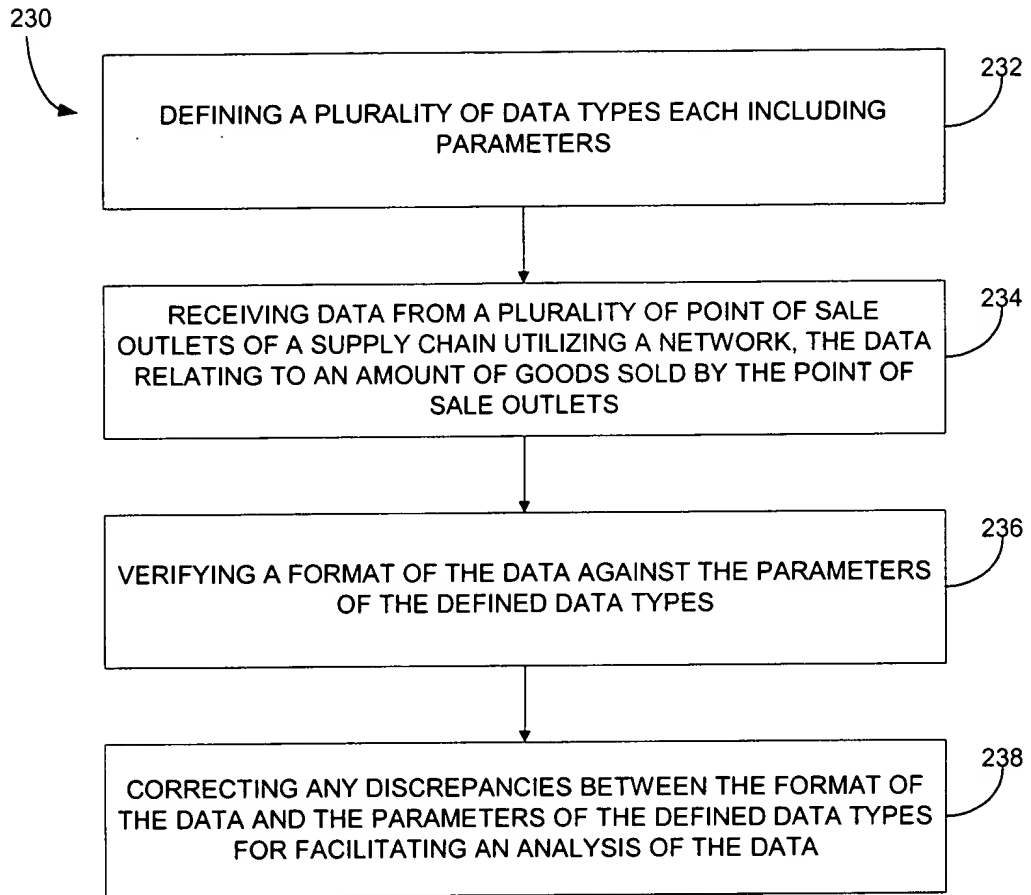 230
232
DEFINING A PLURALITY OF DATA TYPES EACH INCLUDING
PARAMETERS
234
RECEIVING DATA FROM A PLURALITY OF POINT OF SALE
OUTLETS OF A SUPPLY CHAIN UTILIZING A NETWORK, THE DATA
RELATING TO AN AMOUNT OF GOODS SOLD BY THE POINT OF
SALE OUTLETS
236
VERIFYING A FORMAT OF THE DATA AGAINST THE PARAMETERS
OF THE DEFINED DATA TYPES
238
CORRECTING ANY DISCREPANCIES BETWEEN THE FORMAT OF
THE DATA AND THE PARAMETERS OF THE DEFINED DATA TYPES
FOR FACILITATING AN ANALYSIS OF THE DATA.